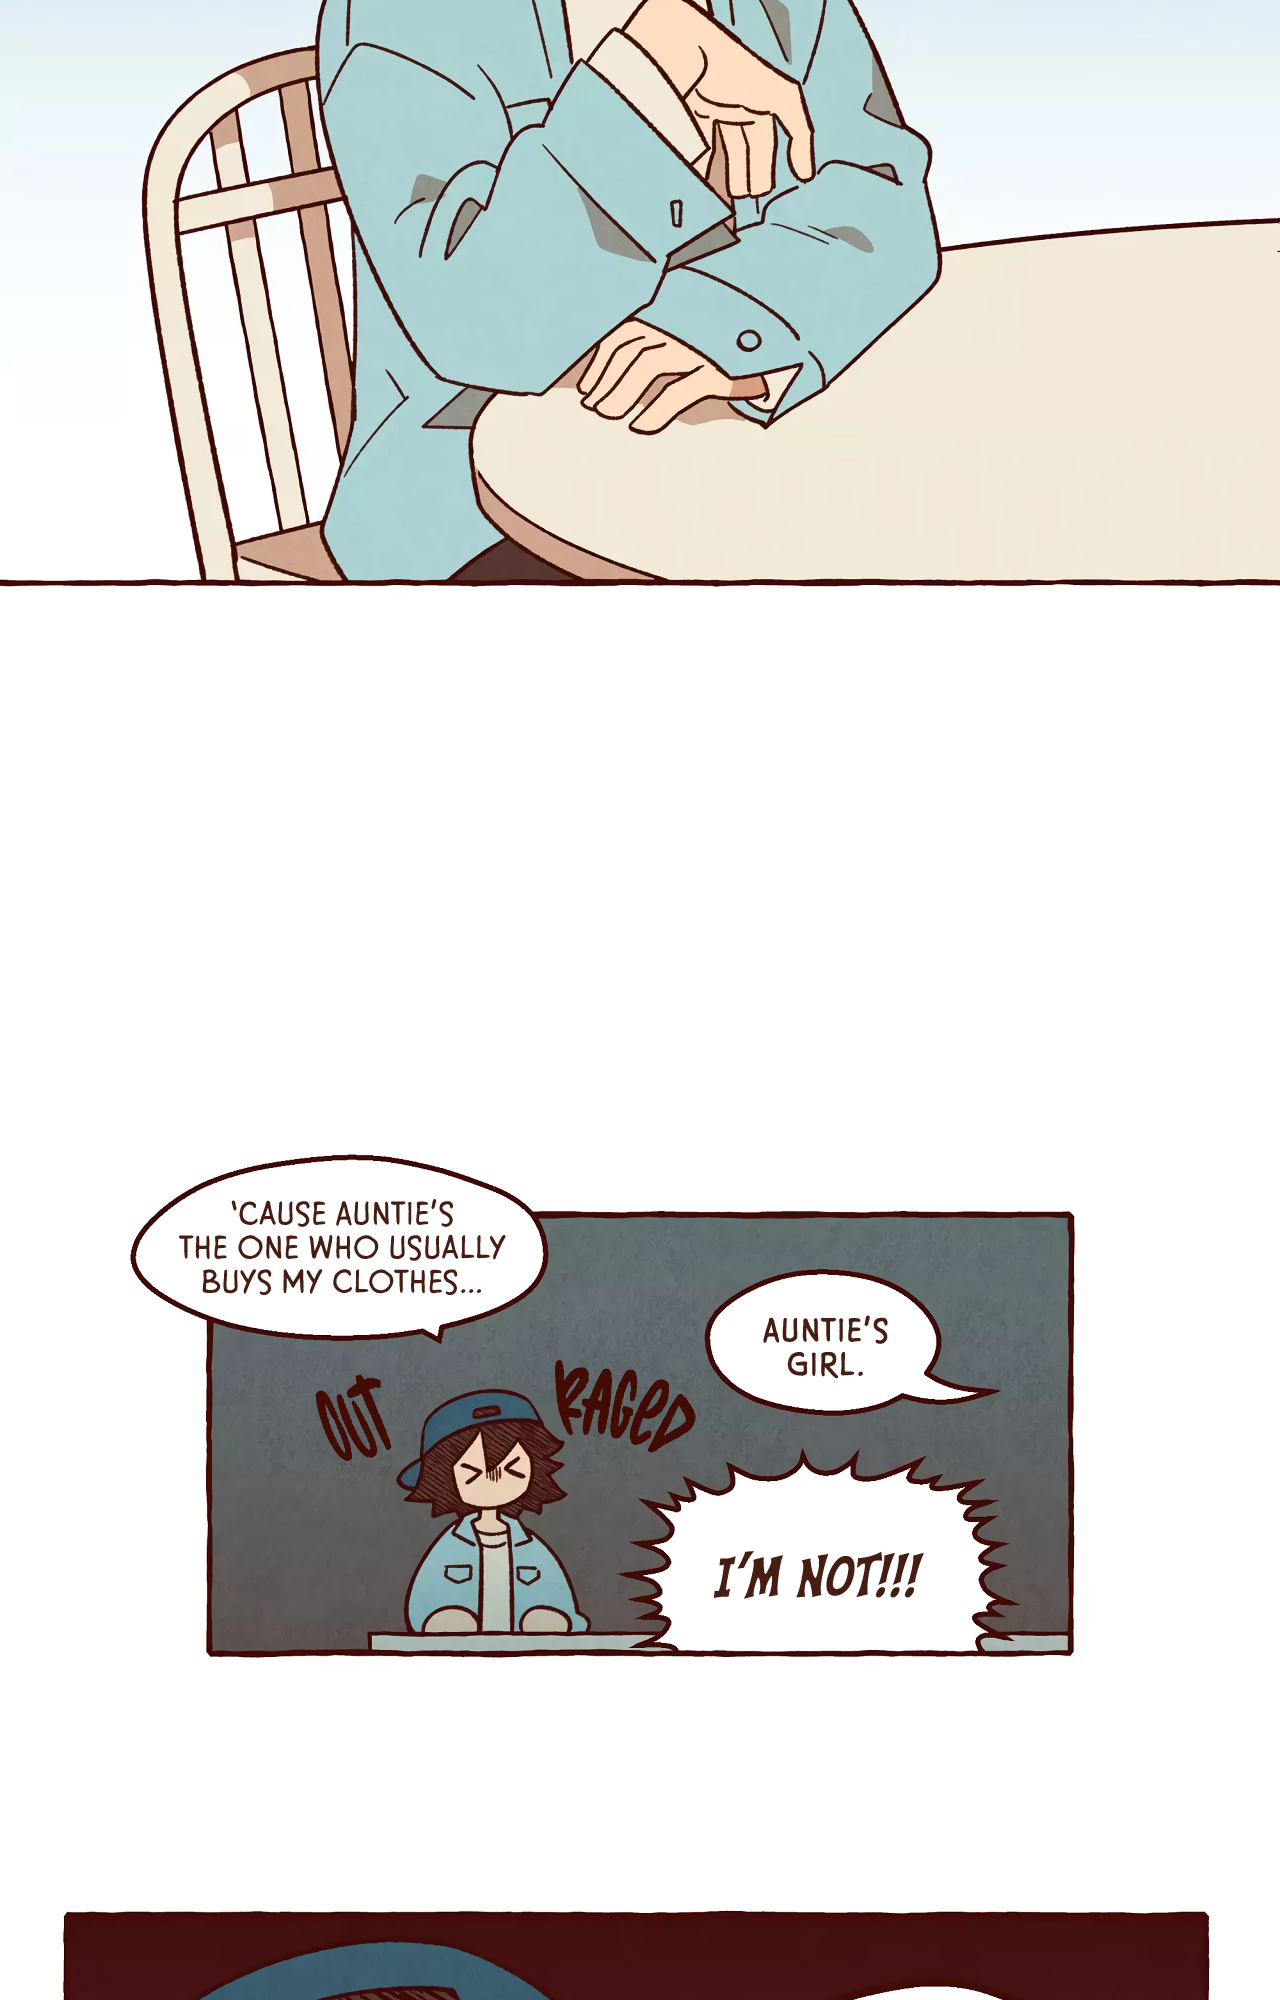 'CAUSE AUNTIE'S
THE ONE WHO USUALLY
BUYS MY CLOTHES...
AUNTIE'S
GIRL.
OUT RAGED
I'M NOT!!!